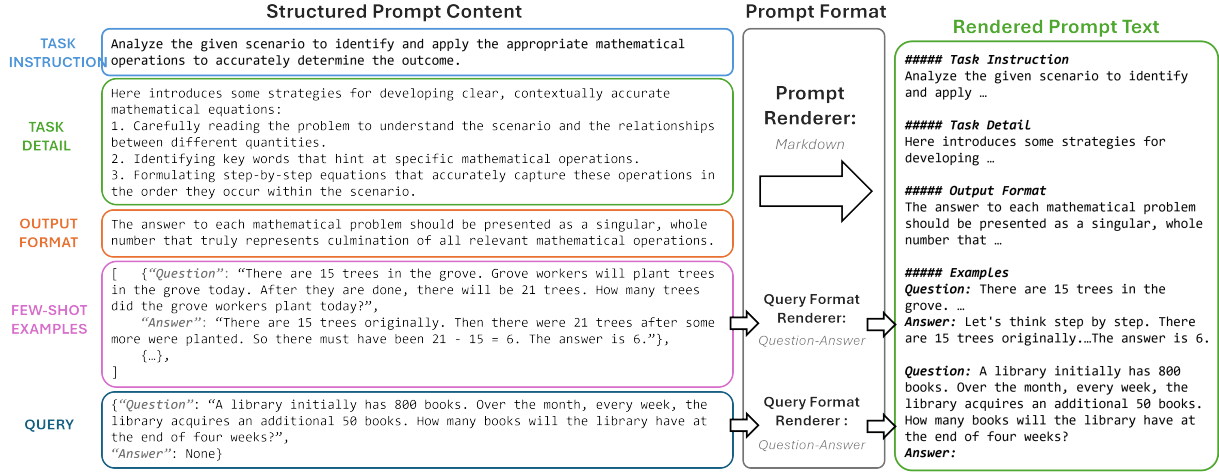 Structured Prompt Content
TASK
INSTRUCTION
Analyze the given scenario to identify and apply the appropriate mathematical
operations to accurately determine the outcome.
TASK
DETAIL
Here introduces some strategies for developing clear, contextually accurate
mathematical equations:
1. Carefully reading the problem to understand the scenario and the relationships
between different quantities.
2. Identifying key words that hint at specific mathematical operations.
3. Formulating step-by-step equations that accurately capture these operations in
the order they occur within the scenario.
OUTPUT
FORMAT
The answer to each mathematical problem should be presented as a singular, whole
number that truly represents culmination of all relevant mathematical operations.
FEW-SHOT
EXAMPLES
[ {“Question”: “There are 15 trees in the grove. Grove workers will plant trees
in the grove today. After they are done, there will be 21 trees. How many trees
did the grove workers plant today?”,
“Answer”: “There are 15 trees originally. Then there were 21 trees after some
more were planted. So there must have been 21 - 15 = 6. The answer is 6.”},
{…},
]
QUERY
{“Question”: “A library initially has 800 books. Over the month, every week, the
library acquires an additional 50 books. How many books will the library have at
the end of four weeks?”,
“Answer”: None}
Prompt Format
Prompt
Renderer:
Markdown
Query Format
Renderer:
Question-Answer
Query Format
Renderer :
Question-Answer
Rendered Prompt Text
##### Task Instruction
Analyze the given scenario to identify
and apply …
##### Task Detail
Here introduces some strategies for
developing …
##### Output Format
The answer to each mathematical problem
should be presented as a singular, whole
number that …
##### Examples
Question: There are 15 trees in the
grove. …
Answer: Let's think step by step. There
are 15 trees originally.…The answer is 6.
Question: A library initially has 800
books. Over the month, every week, the
library acquires an additional 50 books.
How many books will the library have at
the end of four weeks?
Answer: